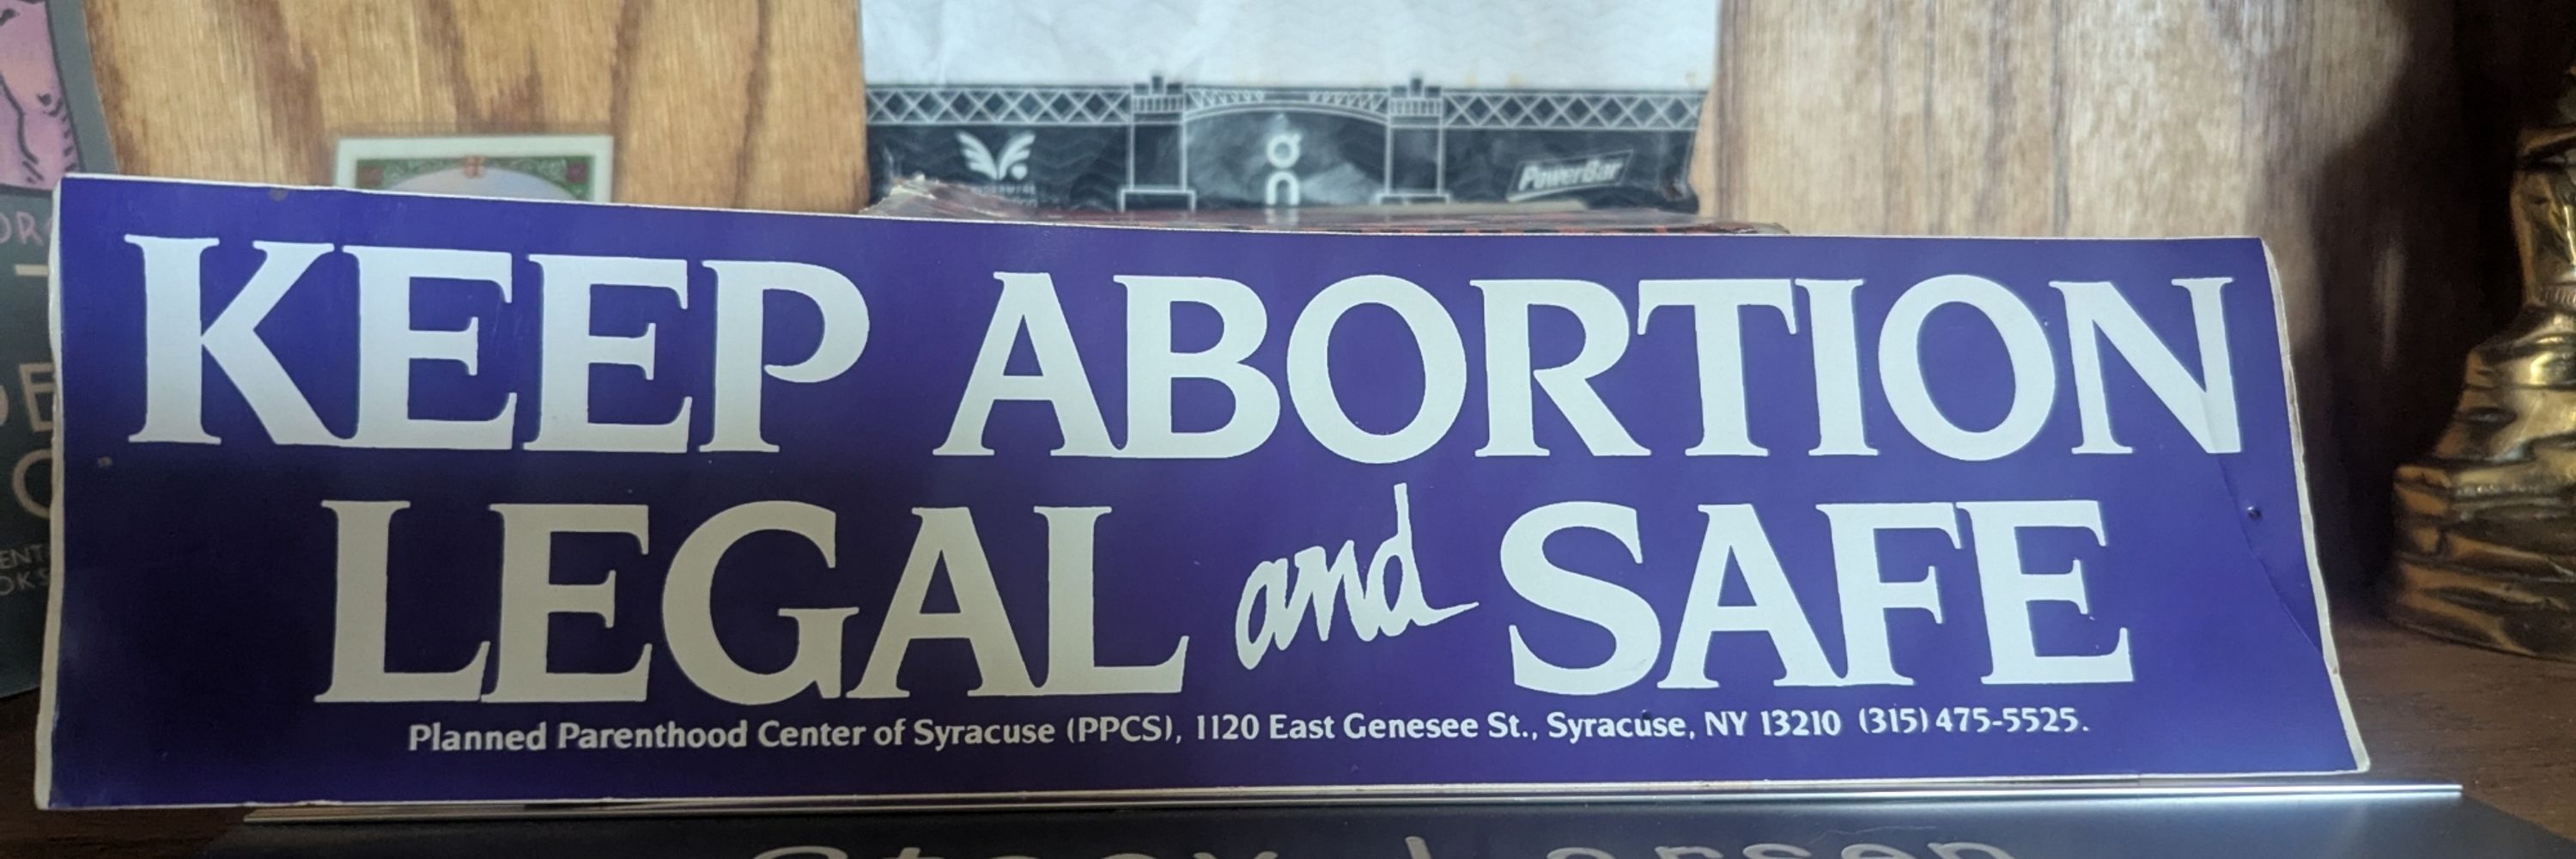 PowerBar
on
KEEP ABORTION
LEGAL and SAFE
Planned Parenthood Center of Syracuse (PPCS), 1120 East Genesee St., Syracuse, NY 13210 (315) 475-5525.